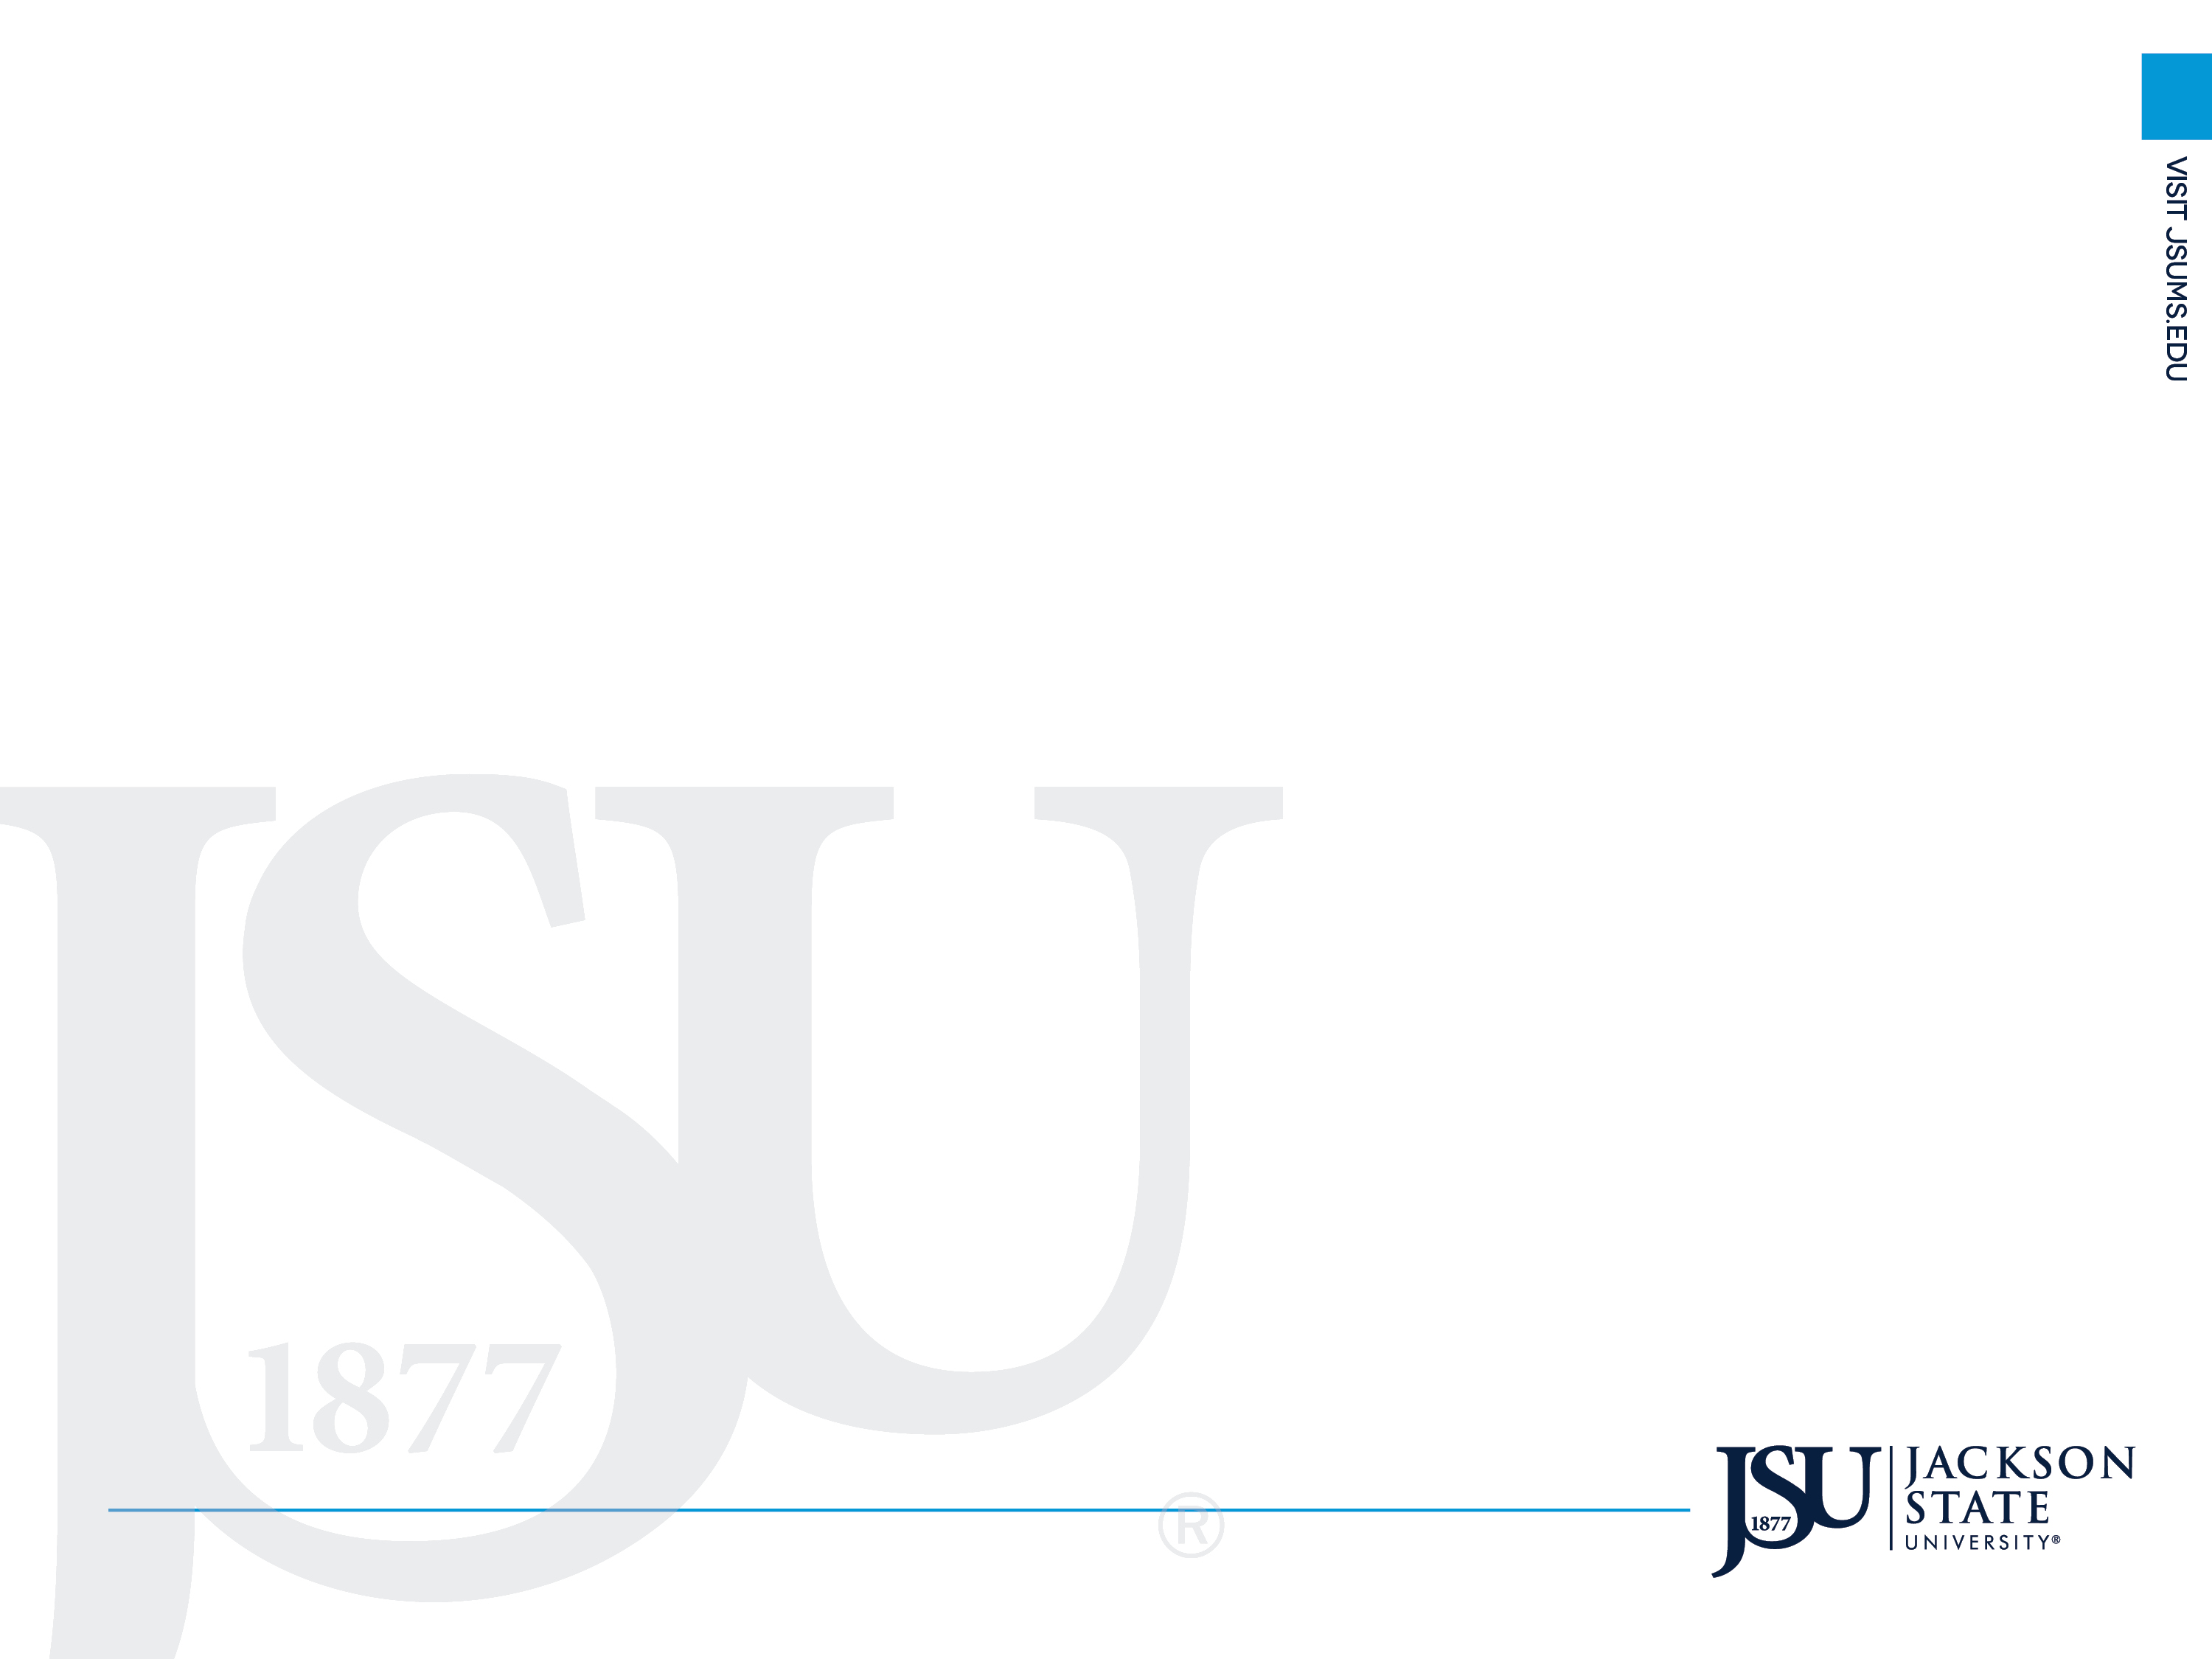 VISIT JSUMS.EDU
JSU
1877
®
JSU
1877
JACKSON
STATE
UNIVERSITY®